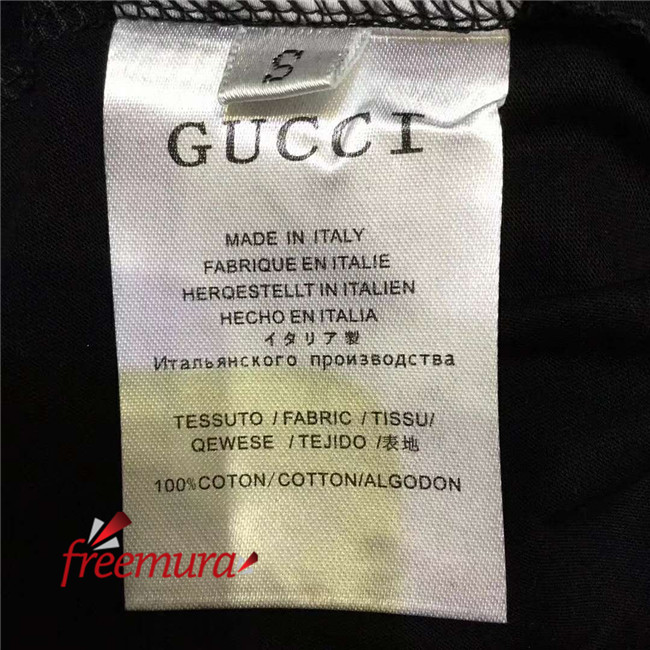 S
GUCCI
MADE IN ITALY
FABRIQUE EN ITALIE
HERQESTELLT IN ITALIEN
HECHO EN ITALIA
イタリア製
Итальянского производства
TESSUTO / FABRIC / TISSU/
QEWESE / TEJIDO /表地
100%COTON/COTTON/ALGODON
freemura